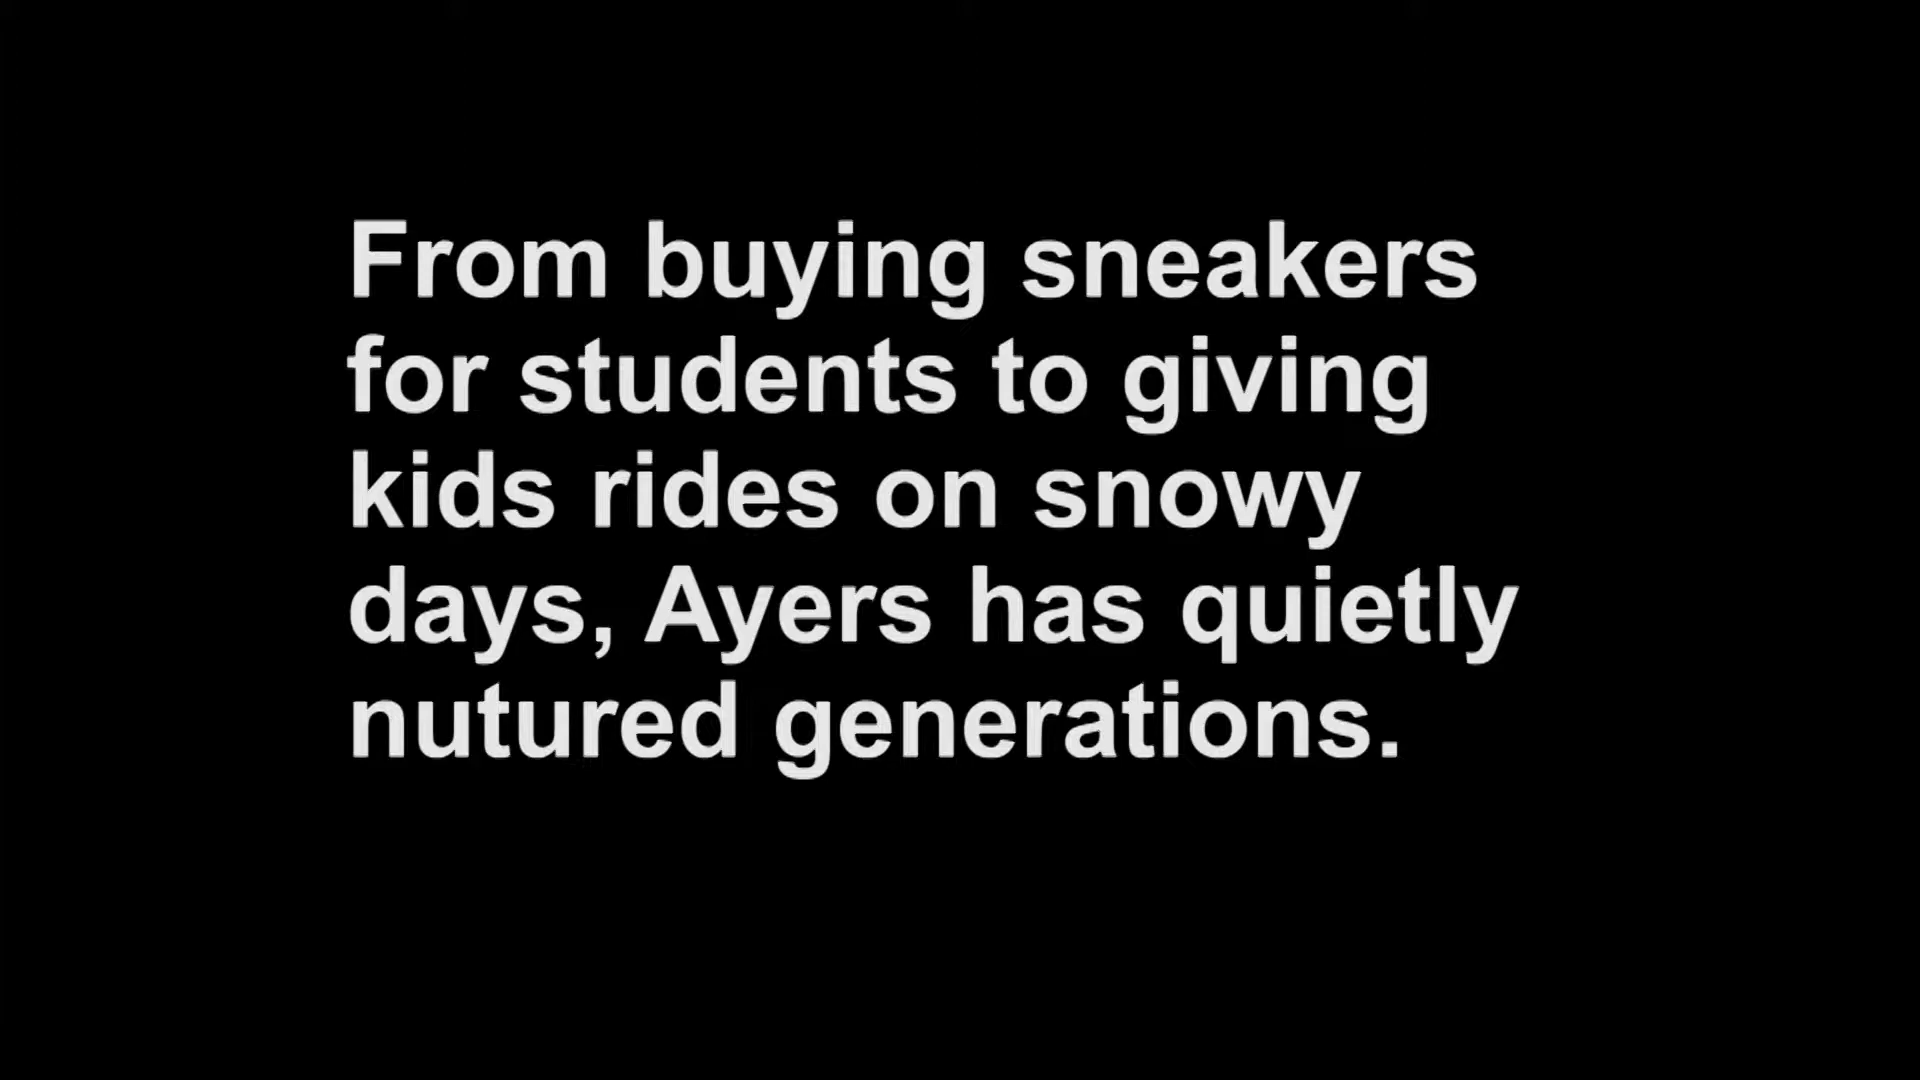 From buying sneakers
for students to giving
kids rides on snowy
days, Ayers has quietly
nutured generations.